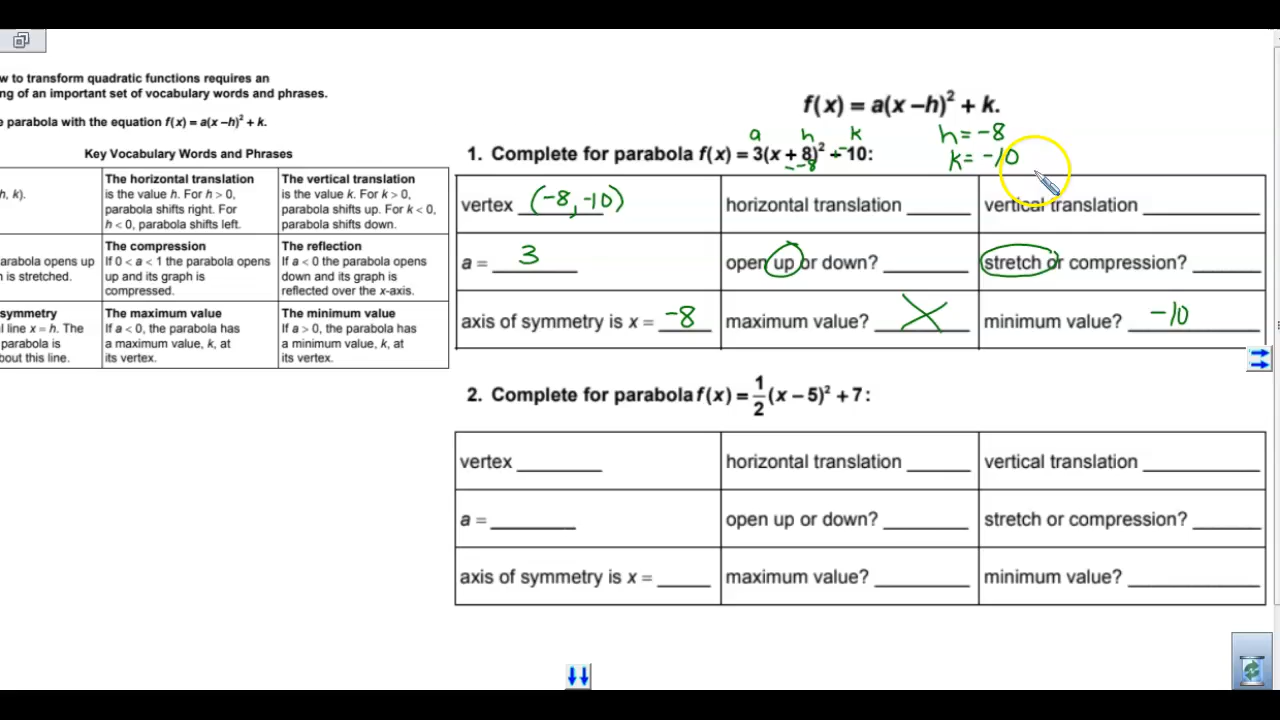 w to transform quadratic functions requires an
ng of an important set of vocabulary words and phrases.
e parabola with the equation f(x) = a(x – h)² + k.
Key Vocabulary Words and Phrases
h, k).
The horizontal translation
is the value h. For h > 0,
parabola shifts right. For
h < 0, parabola shifts left.
The vertical translation
is the value k. For k > 0,
parabola shifts up. For k < 0,
parabola shifts down.
arabola opens up
h is stretched.
The compression
If 0 < a < 1 the parabola opens
up and its graph is
compressed.
The reflection
If a < 0 the parabola opens
down and its graph is
reflected over the x-axis.
symmetry
l line x = h. The
parabola is
bout this line.
The maximum value
If a < 0, the parabola has
a maximum value, k, at
its vertex.
The minimum value
If a > 0, the parabola has
a minimum value, k, at
its vertex.
f(x) = a(x – h)² + k.
a h k
h = -8
k = -10
1. Complete for parabola f(x) = 3(x + 8)² – 10:
- -8
vertex (-8, -10)
horizontal translation ______
vertical translation ______
a = 3
open up or down? ______
stretch or compression? ______
axis of symmetry is x = -8
maximum value? X
minimum value? -10
2. Complete for parabola f(x) = 1/2 (x – 5)² + 7:
vertex ______
horizontal translation ______
vertical translation ______
a = ______
open up or down? ______
stretch or compression? ______
axis of symmetry is x = ______
maximum value? ______
minimum value? ______